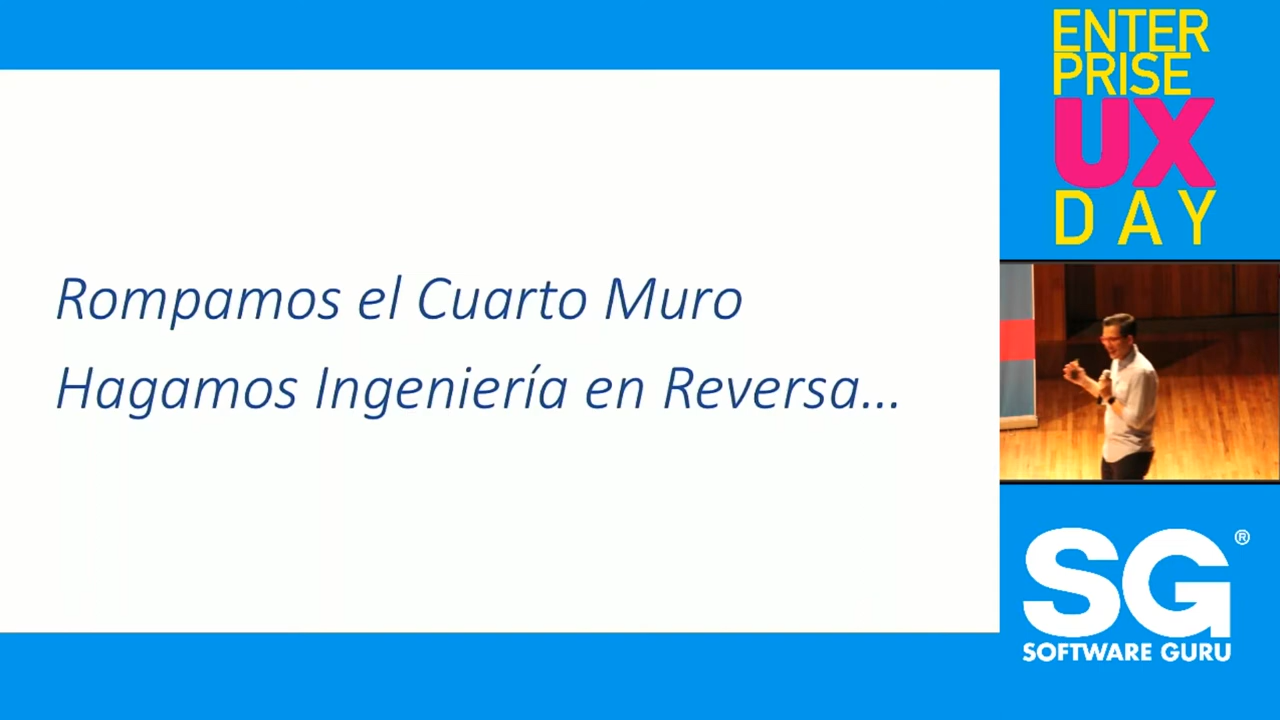 Rompamos el Cuarto Muro
Hagamos Ingeniería en Reversa...
ENTER
PRISE
UX
DAY
SG®
SOFTWARE GURU